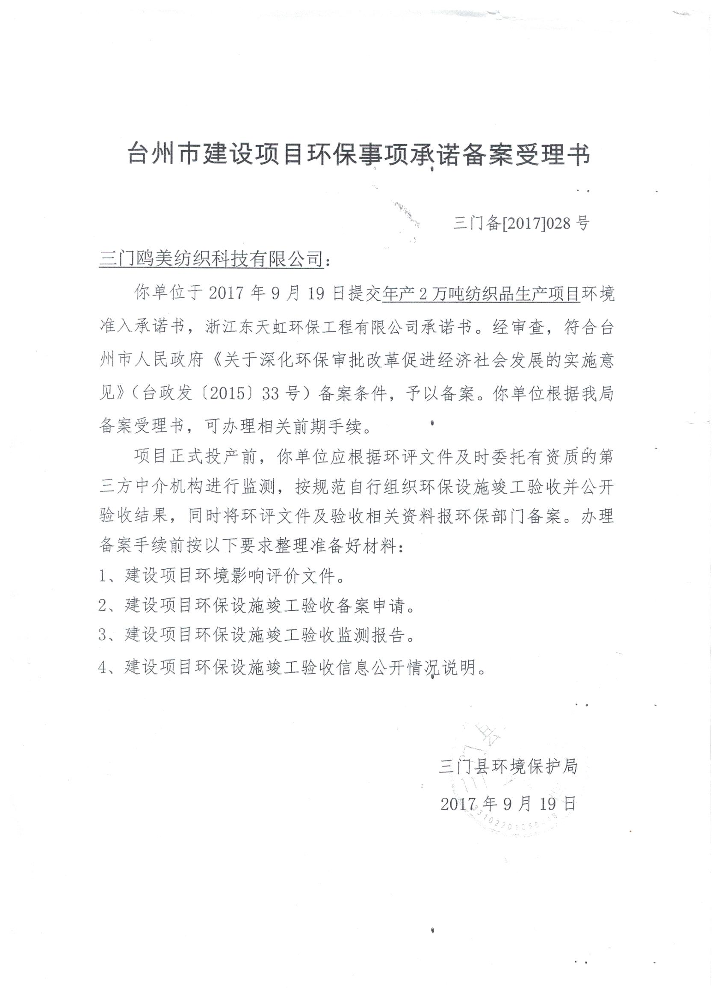 台州市建设项目环保事项承诺备案受理书
三门备[2017]028 号
三门鸥美纺织科技有限公司：
你单位于 2017 年 9 月 19 日提交年产 2 万吨纺织品生产项目环境
准入承诺书，浙江东天虹环保工程有限公司承诺书。经审查，符合台
州市人民政府《关于深化环保审批改革促进经济社会发展的实施意
见》（台政发〔2015〕33 号）备案条件，予以备案。你单位根据我局
备案受理书，可办理相关前期手续。
项目正式投产前，你单位应根据环评文件及时委托有资质的第
三方中介机构进行监测，按规范自行组织环保设施竣工验收并公开
验收结果，同时将环评文件及验收相关资料报环保部门备案。办理
备案手续前按以下要求整理准备好材料：
1、建设项目环境影响评价文件。
2、建设项目环保设施竣工验收备案申请。
3、建设项目环保设施竣工验收监测报告。
4、建设项目环保设施竣工验收信息公开情况说明。
三门县环境保护局
2017 年 9 月 19 日